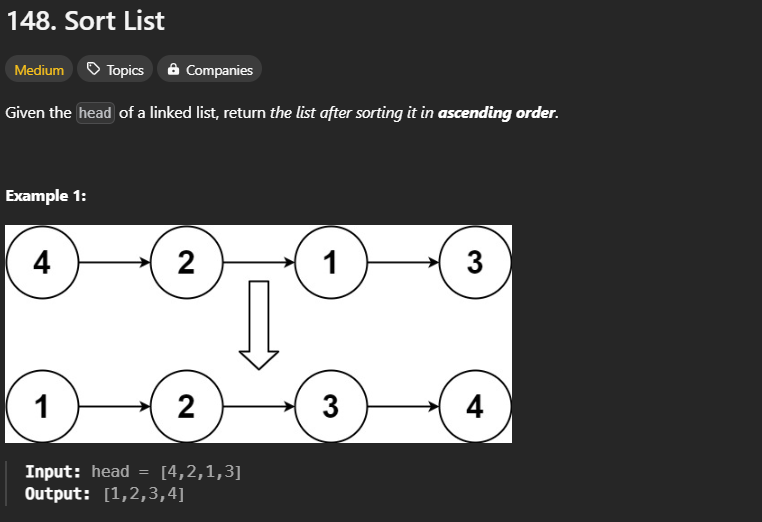 148. Sort List
Medium Topics Companies
Given the head of a linked list, return the list after sorting it in ascending order.
Example 1:
4 2 1 3
1 2 3 4
Input: head = [4,2,1,3]
Output: [1,2,3,4]